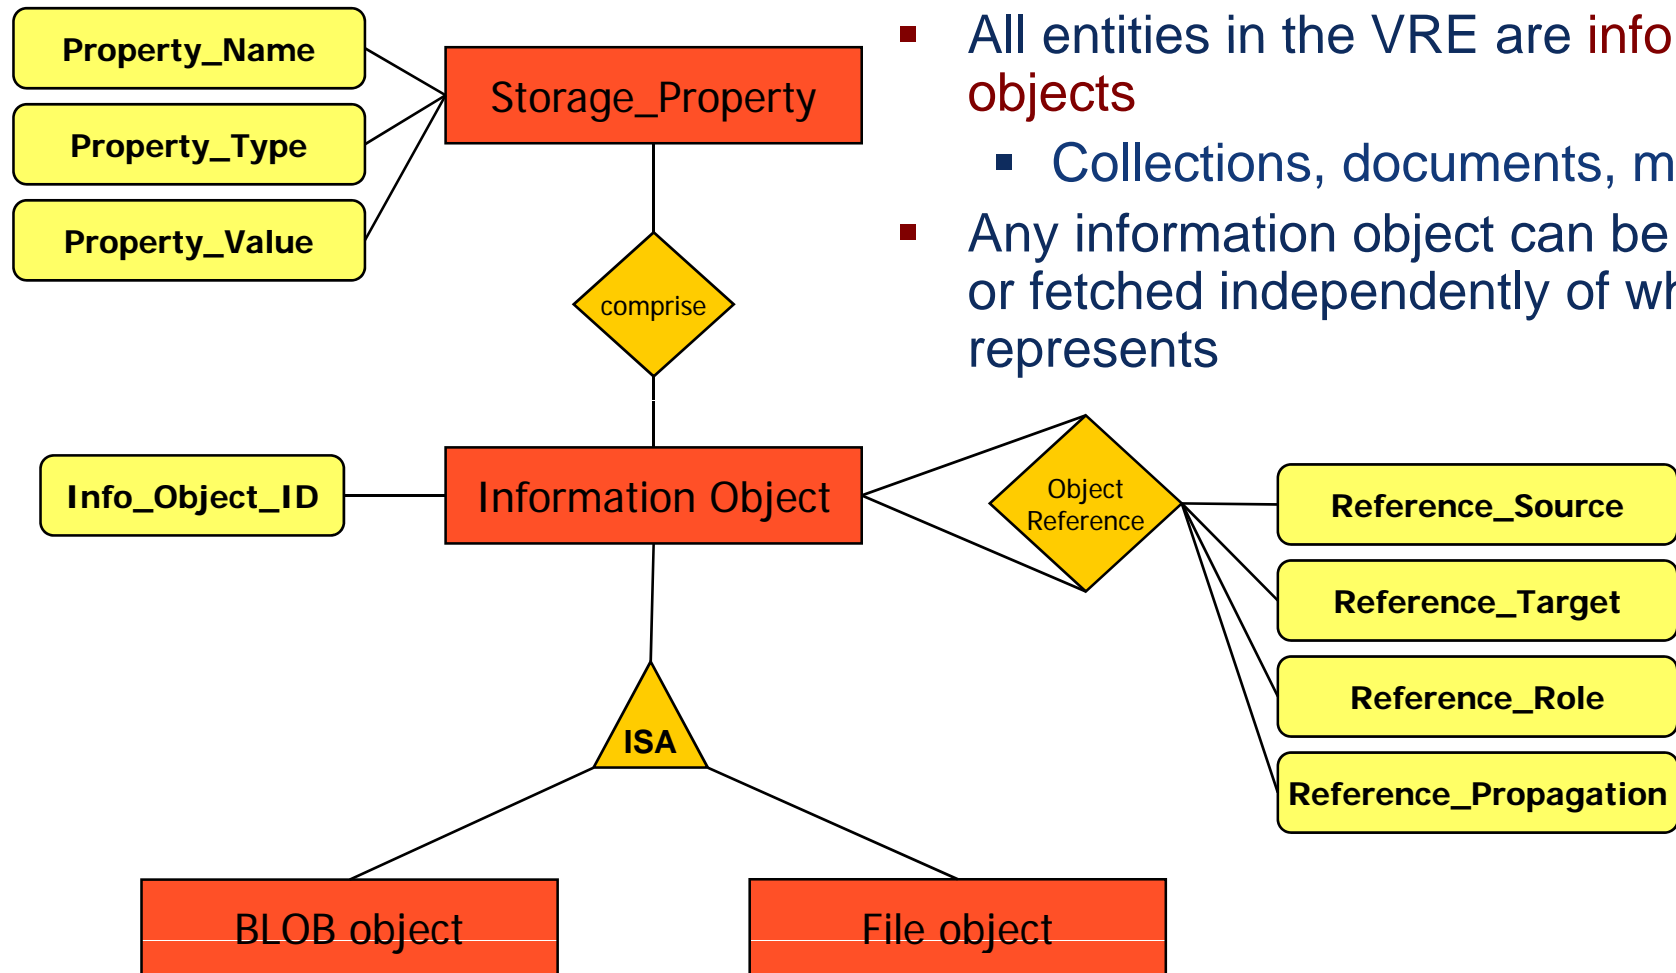 Property_Name
Property_Type
Property_Value
Storage_Property
All entities in the VRE are info
objects
Collections, documents, m
Any information object can be
or fetched independently of wh
represents
comprise
Info_Object_ID
Information Object
Object
Reference
Reference_Source
Reference_Target
Reference_Role
Reference_Propagation
ISA
BLOB object
File object